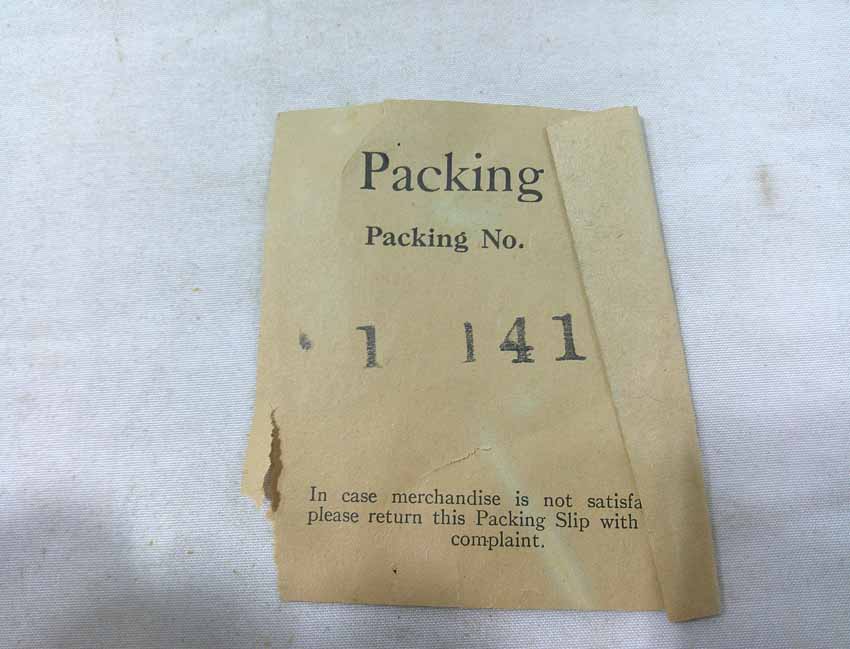 Packing
Packing No.
1 141
In case merchandise is not satisfa
please return this Packing Slip with
complaint.